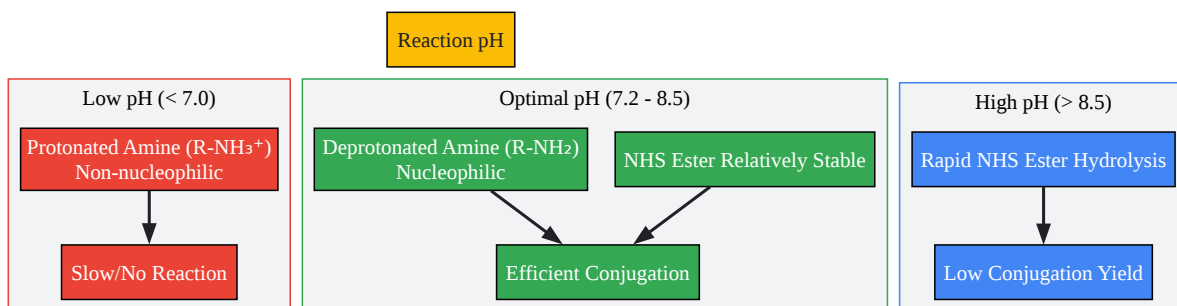 Reaction pH
Low pH (< 7.0)
Protonated Amine (R-NH₃⁺)
Non-nucleophilic
Slow/No Reaction
Optimal pH (7.2 - 8.5)
Deprotonated Amine (R-NH₂)
Nucleophilic
NHS Ester Relatively Stable
Efficient Conjugation
High pH (> 8.5)
Rapid NHS Ester Hydrolysis
Low Conjugation Yield